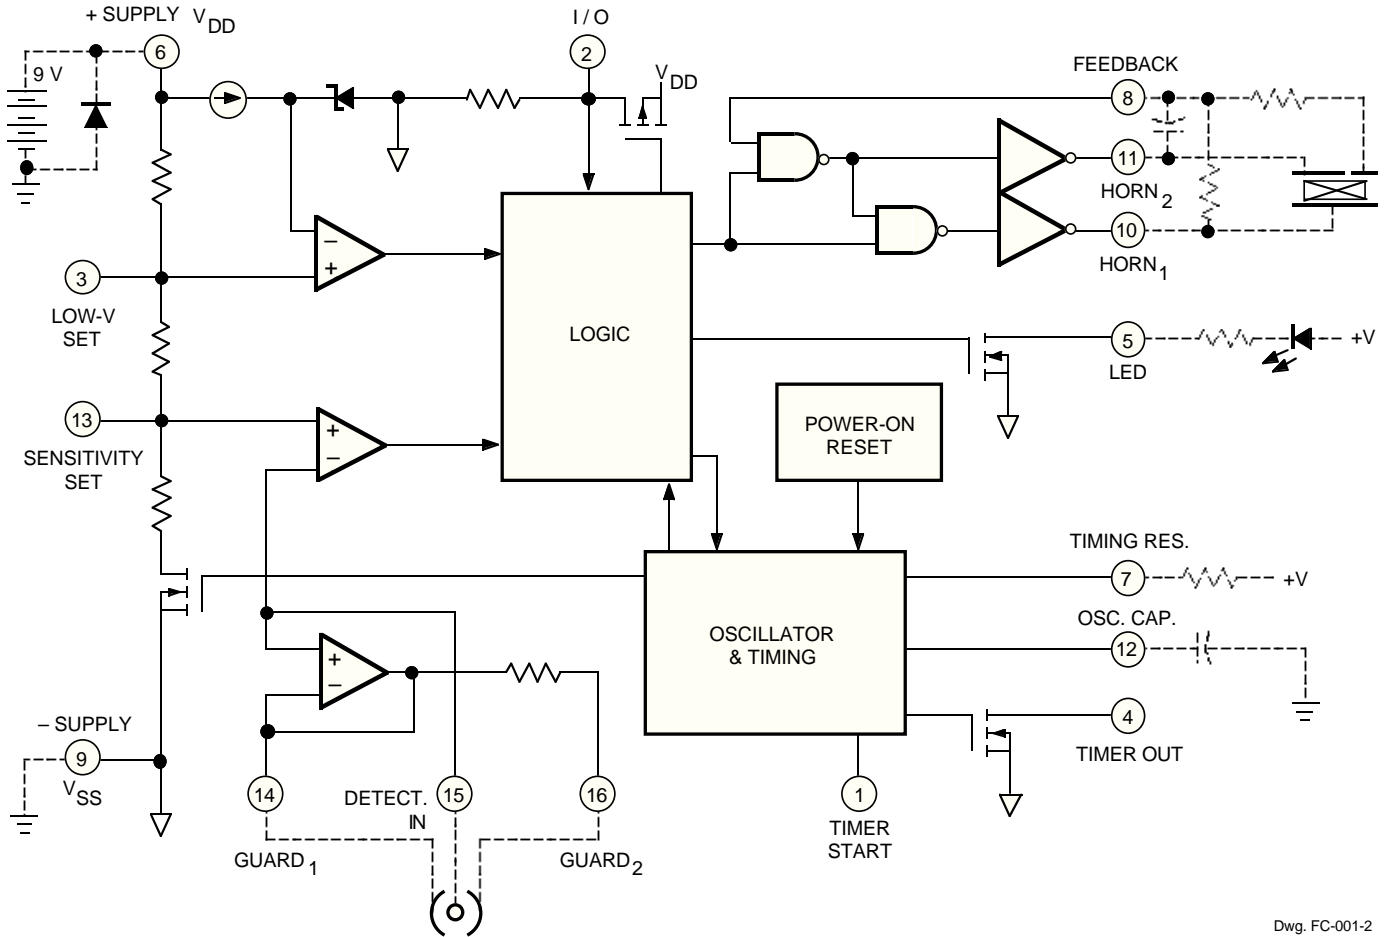 + SUPPLY V DD
6
9 V
I / O
2
V DD
FEEDBACK
8
11
HORN 2
10
HORN 1
–
+
3
LOW-V
SET
LOGIC
5
LED
+V
13
SENSITIVITY
SET
+
–
POWER-ON
RESET
TIMING RES.
7
+V
OSC. CAP.
12
OSCILLATOR
& TIMING
+
–
– SUPPLY
9
V SS
4
TIMER OUT
14
DETECT.
IN
15
16
1
TIMER
START
GUARD 1
GUARD 2
Dwg. FC-001-2